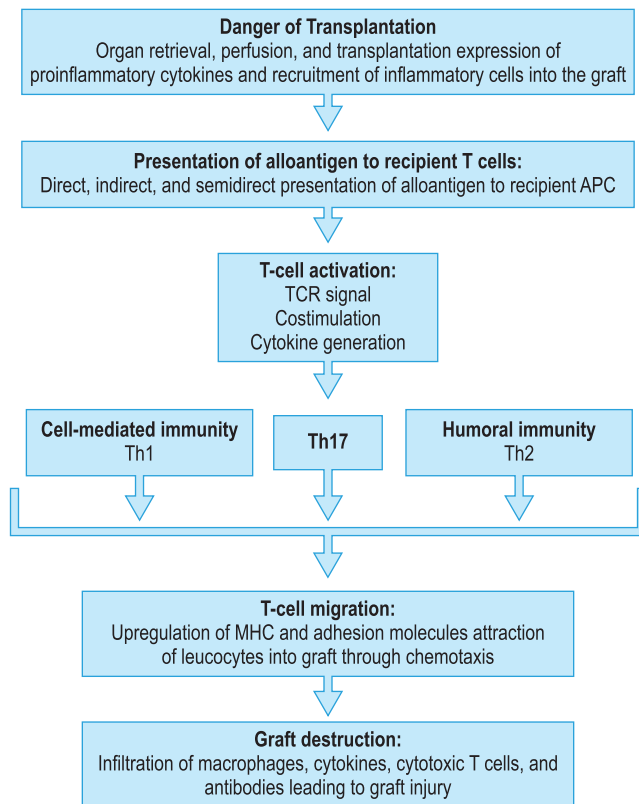 Danger of Transplantation
Organ retrieval, perfusion, and transplantation expression of
proinflammatory cytokines and recruitment of inflammatory cells into the graft
Presentation of alloantigen to recipient T cells:
Direct, indirect, and semidirect presentation of alloantigen to recipient APC
T-cell activation:
TCR signal
Costimulation
Cytokine generation
Cell-mediated immunity
Th1
Th17
Humoral immunity
Th2
T-cell migration:
Upregulation of MHC and adhesion molecules attraction
of leucocytes into graft through chemotaxis
Graft destruction:
Infiltration of macrophages, cytokines, cytotoxic T cells, and
antibodies leading to graft injury